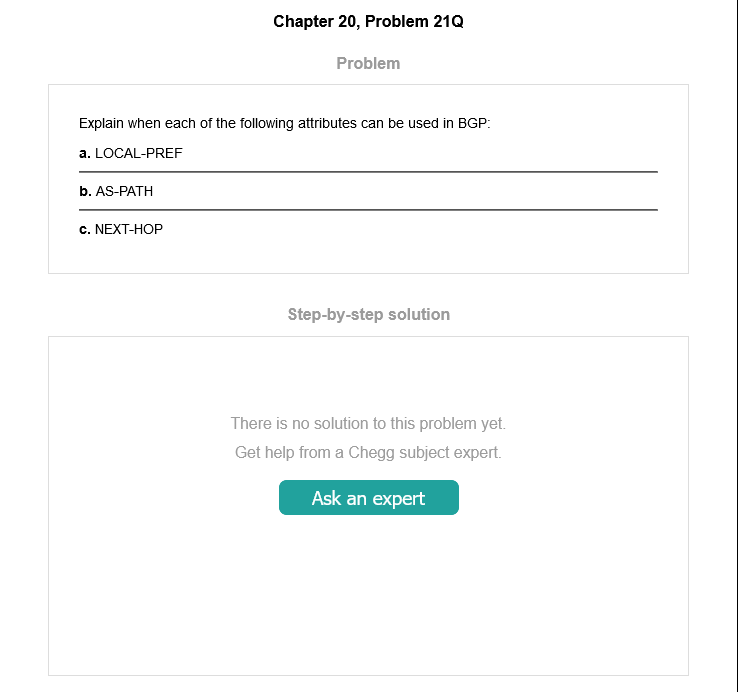 Chapter 20, Problem 21Q
Problem
Explain when each of the following attributes can be used in BGP:
a. LOCAL-PREF
b. AS-PATH
c. NEXT-HOP
Step-by-step solution
There is no solution to this problem yet.
Get help from a Chegg subject expert.
Ask an expert